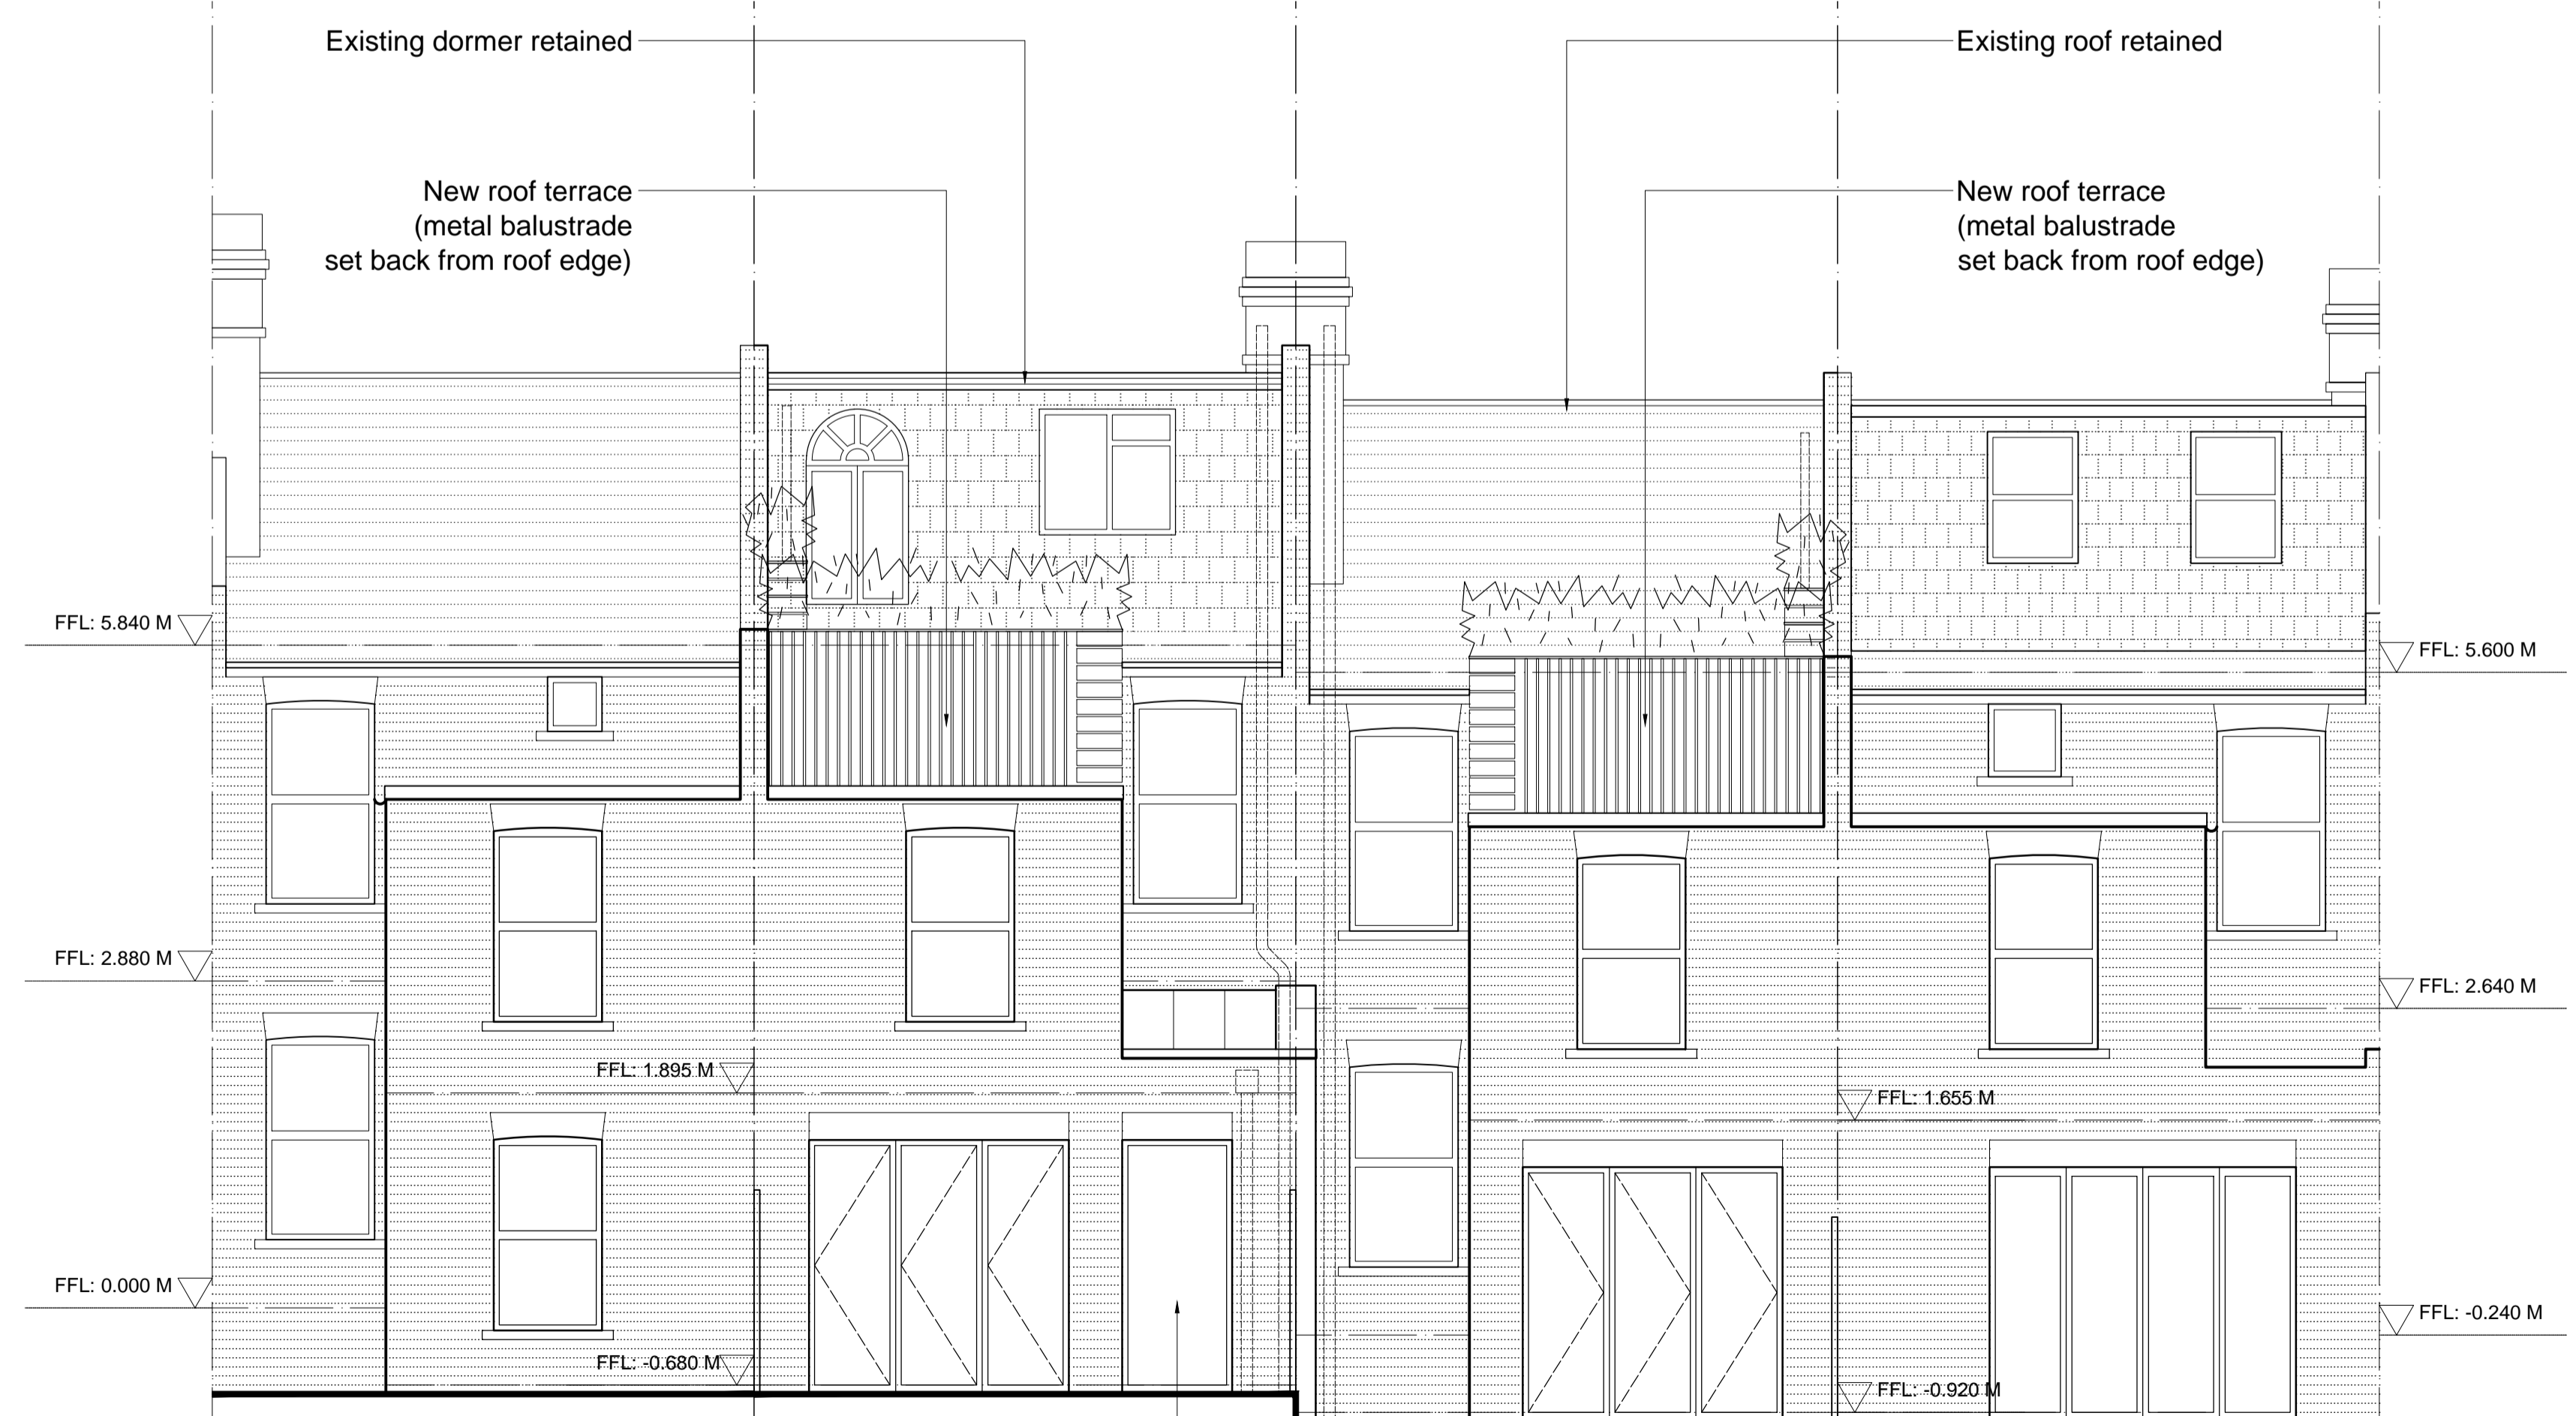 Existing dormer retained
Existing roof retained
New roof terrace
(metal balustrade
set back from roof edge)
New roof terrace
(metal balustrade
set back from roof edge)
FFL: 5.840 M
FFL: 5.600 M
FFL: 2.880 M
FFL: 2.640 M
FFL: 1.895 M
FFL: 1.655 M
FFL: 0.000 M
FFL: -0.240 M
FFL: -0.680 M
FFL: -0.920 M